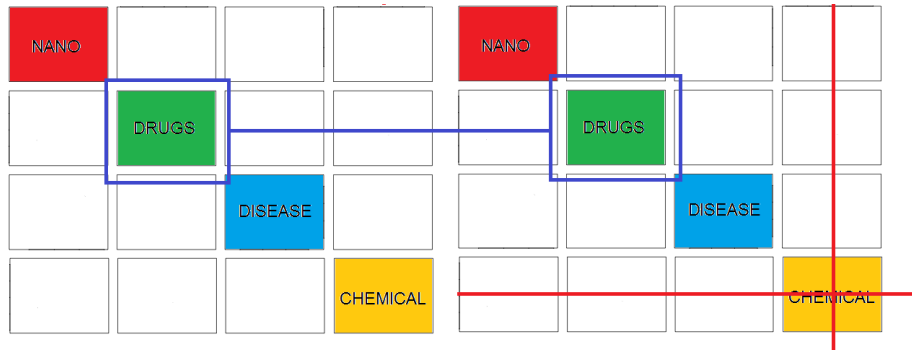 NANO
NANO
DRUGS
DRUGS
DISEASE
DISEASE
CHEMICAL
CHEMICAL